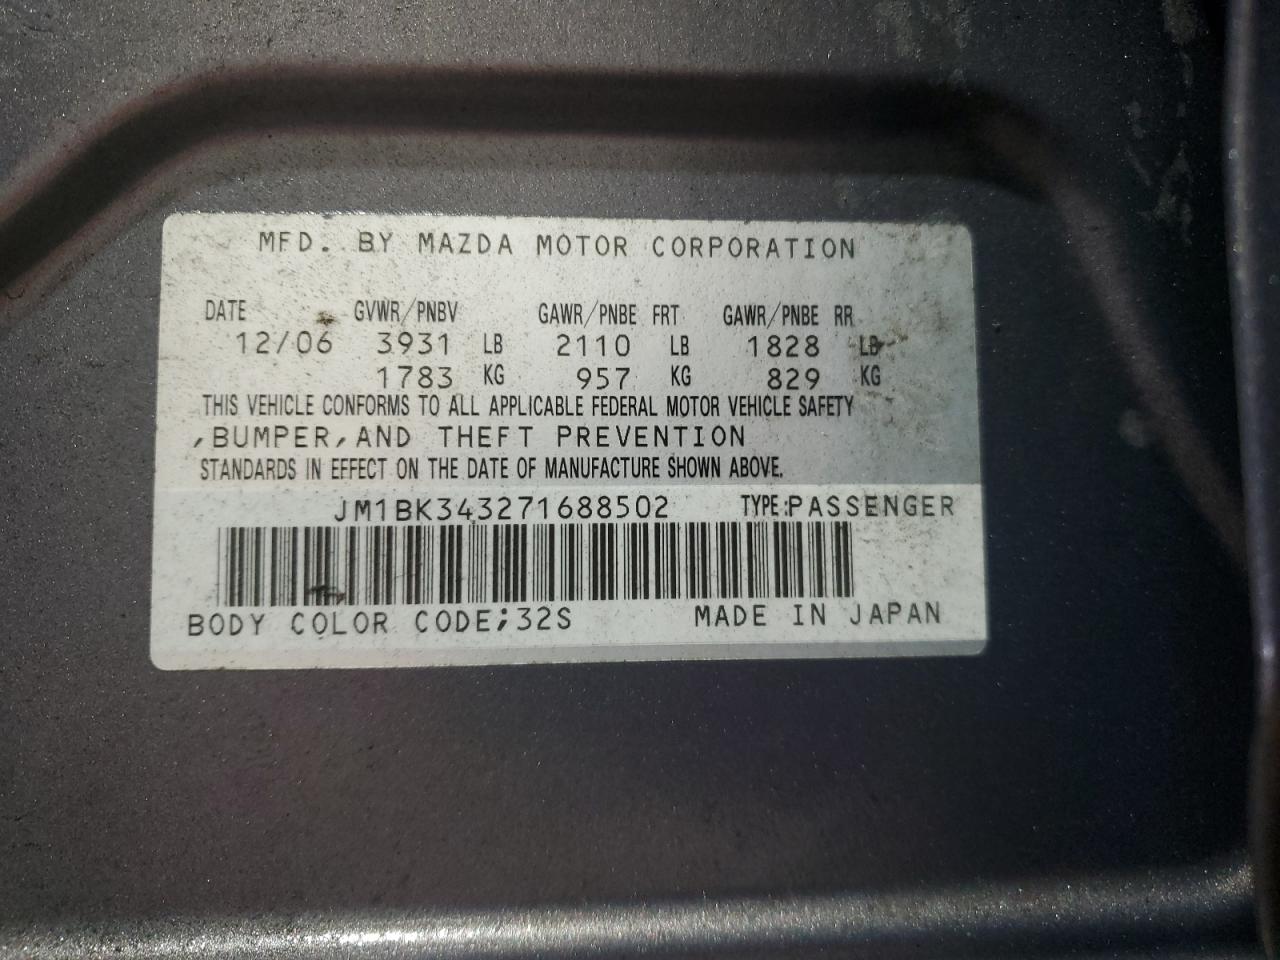 MFD. BY MAZDA MOTOR CORPORATION
DATE GVWR/PNBV GAWR/PNBE FRT GAWR/PNBE RR
12/06 3931 LB 2110 LB 1828 LB
1783 KG 957 KG 829 KG
THIS VEHICLE CONFORMS TO ALL APPLICABLE FEDERAL MOTOR VEHICLE SAFETY
,BUMPER,AND THEFT PREVENTION
STANDARDS IN EFFECT ON THE DATE OF MANUFACTURE SHOWN ABOVE.
JM1BK343271688502 TYPE:PASSENGER
BODY COLOR CODE;32S MADE IN JAPAN